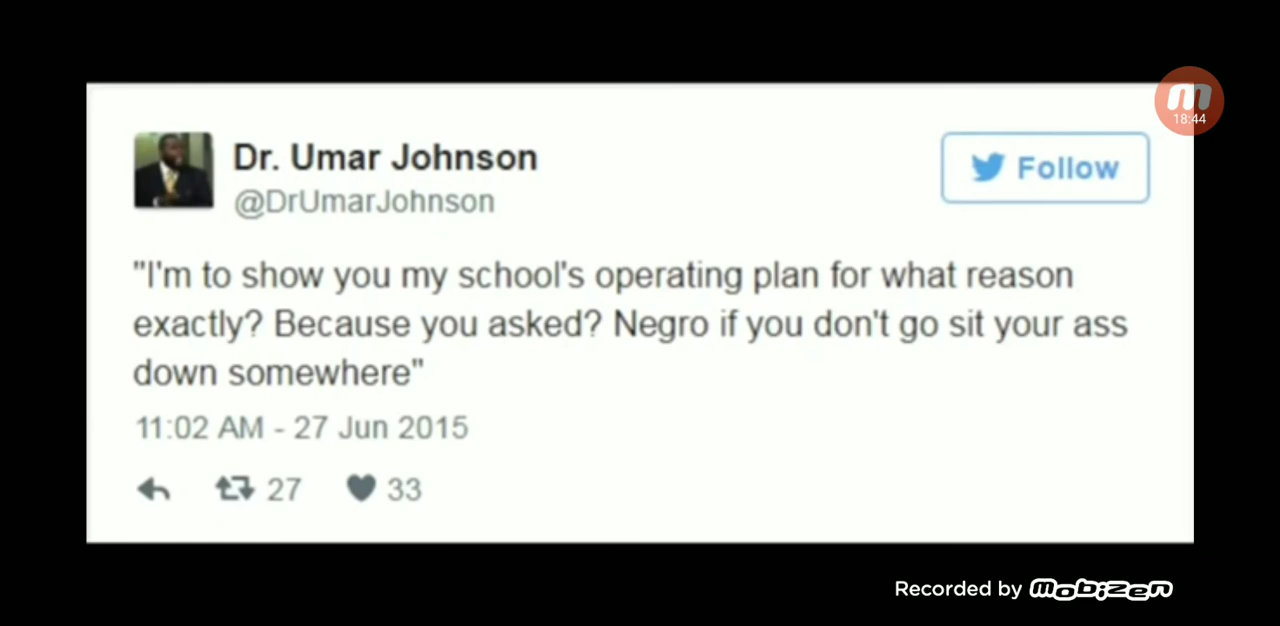 m
18:44
Dr. Umar Johnson
@DrUmarJohnson
Follow
"I'm to show you my school's operating plan for what reason
exactly? Because you asked? Negro if you don't go sit your ass
down somewhere"
11:02 AM - 27 Jun 2015
27 33
Recorded by mobizen